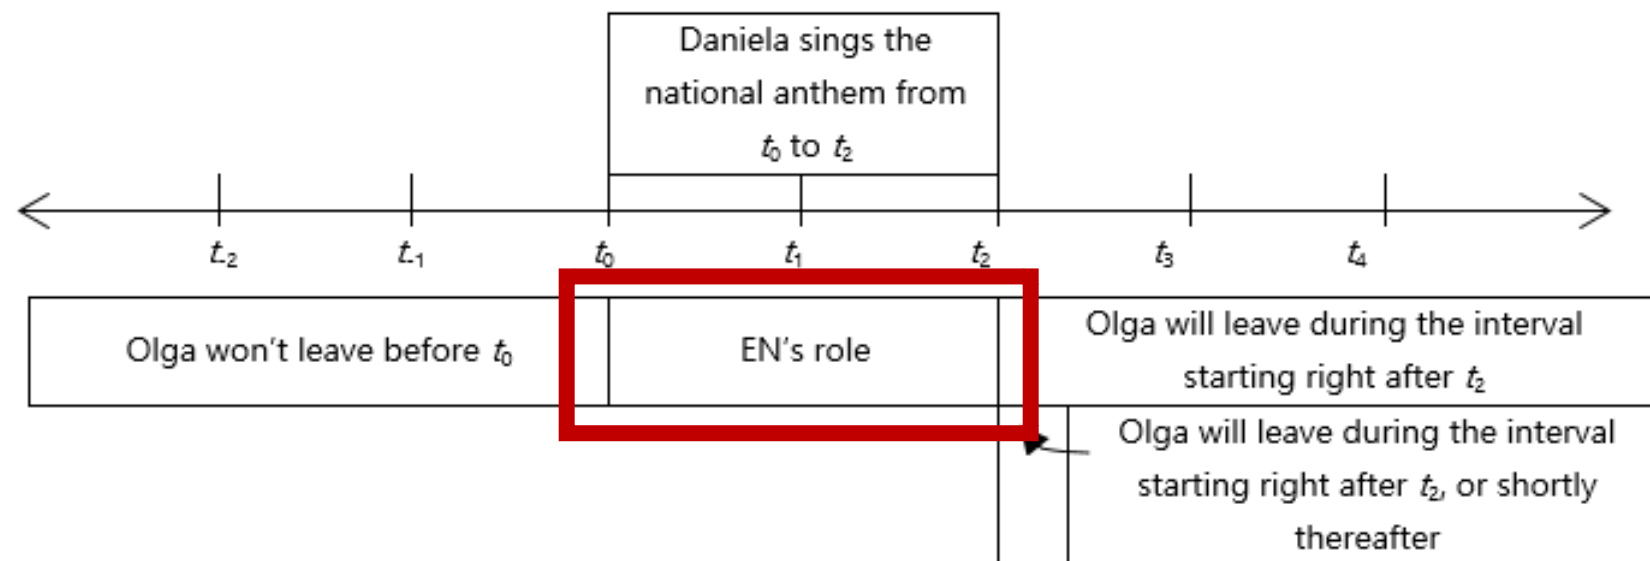 Daniela sings the
national anthem from
t₀ to t₂
t₋₂ t₋₁ t₀ t₁ t₂ t₃ t₄
Olga won't leave before t₀
EN's role
Olga will leave during the interval
starting right after t₂
Olga will leave during the interval
starting right after t₂, or shortly
thereafter